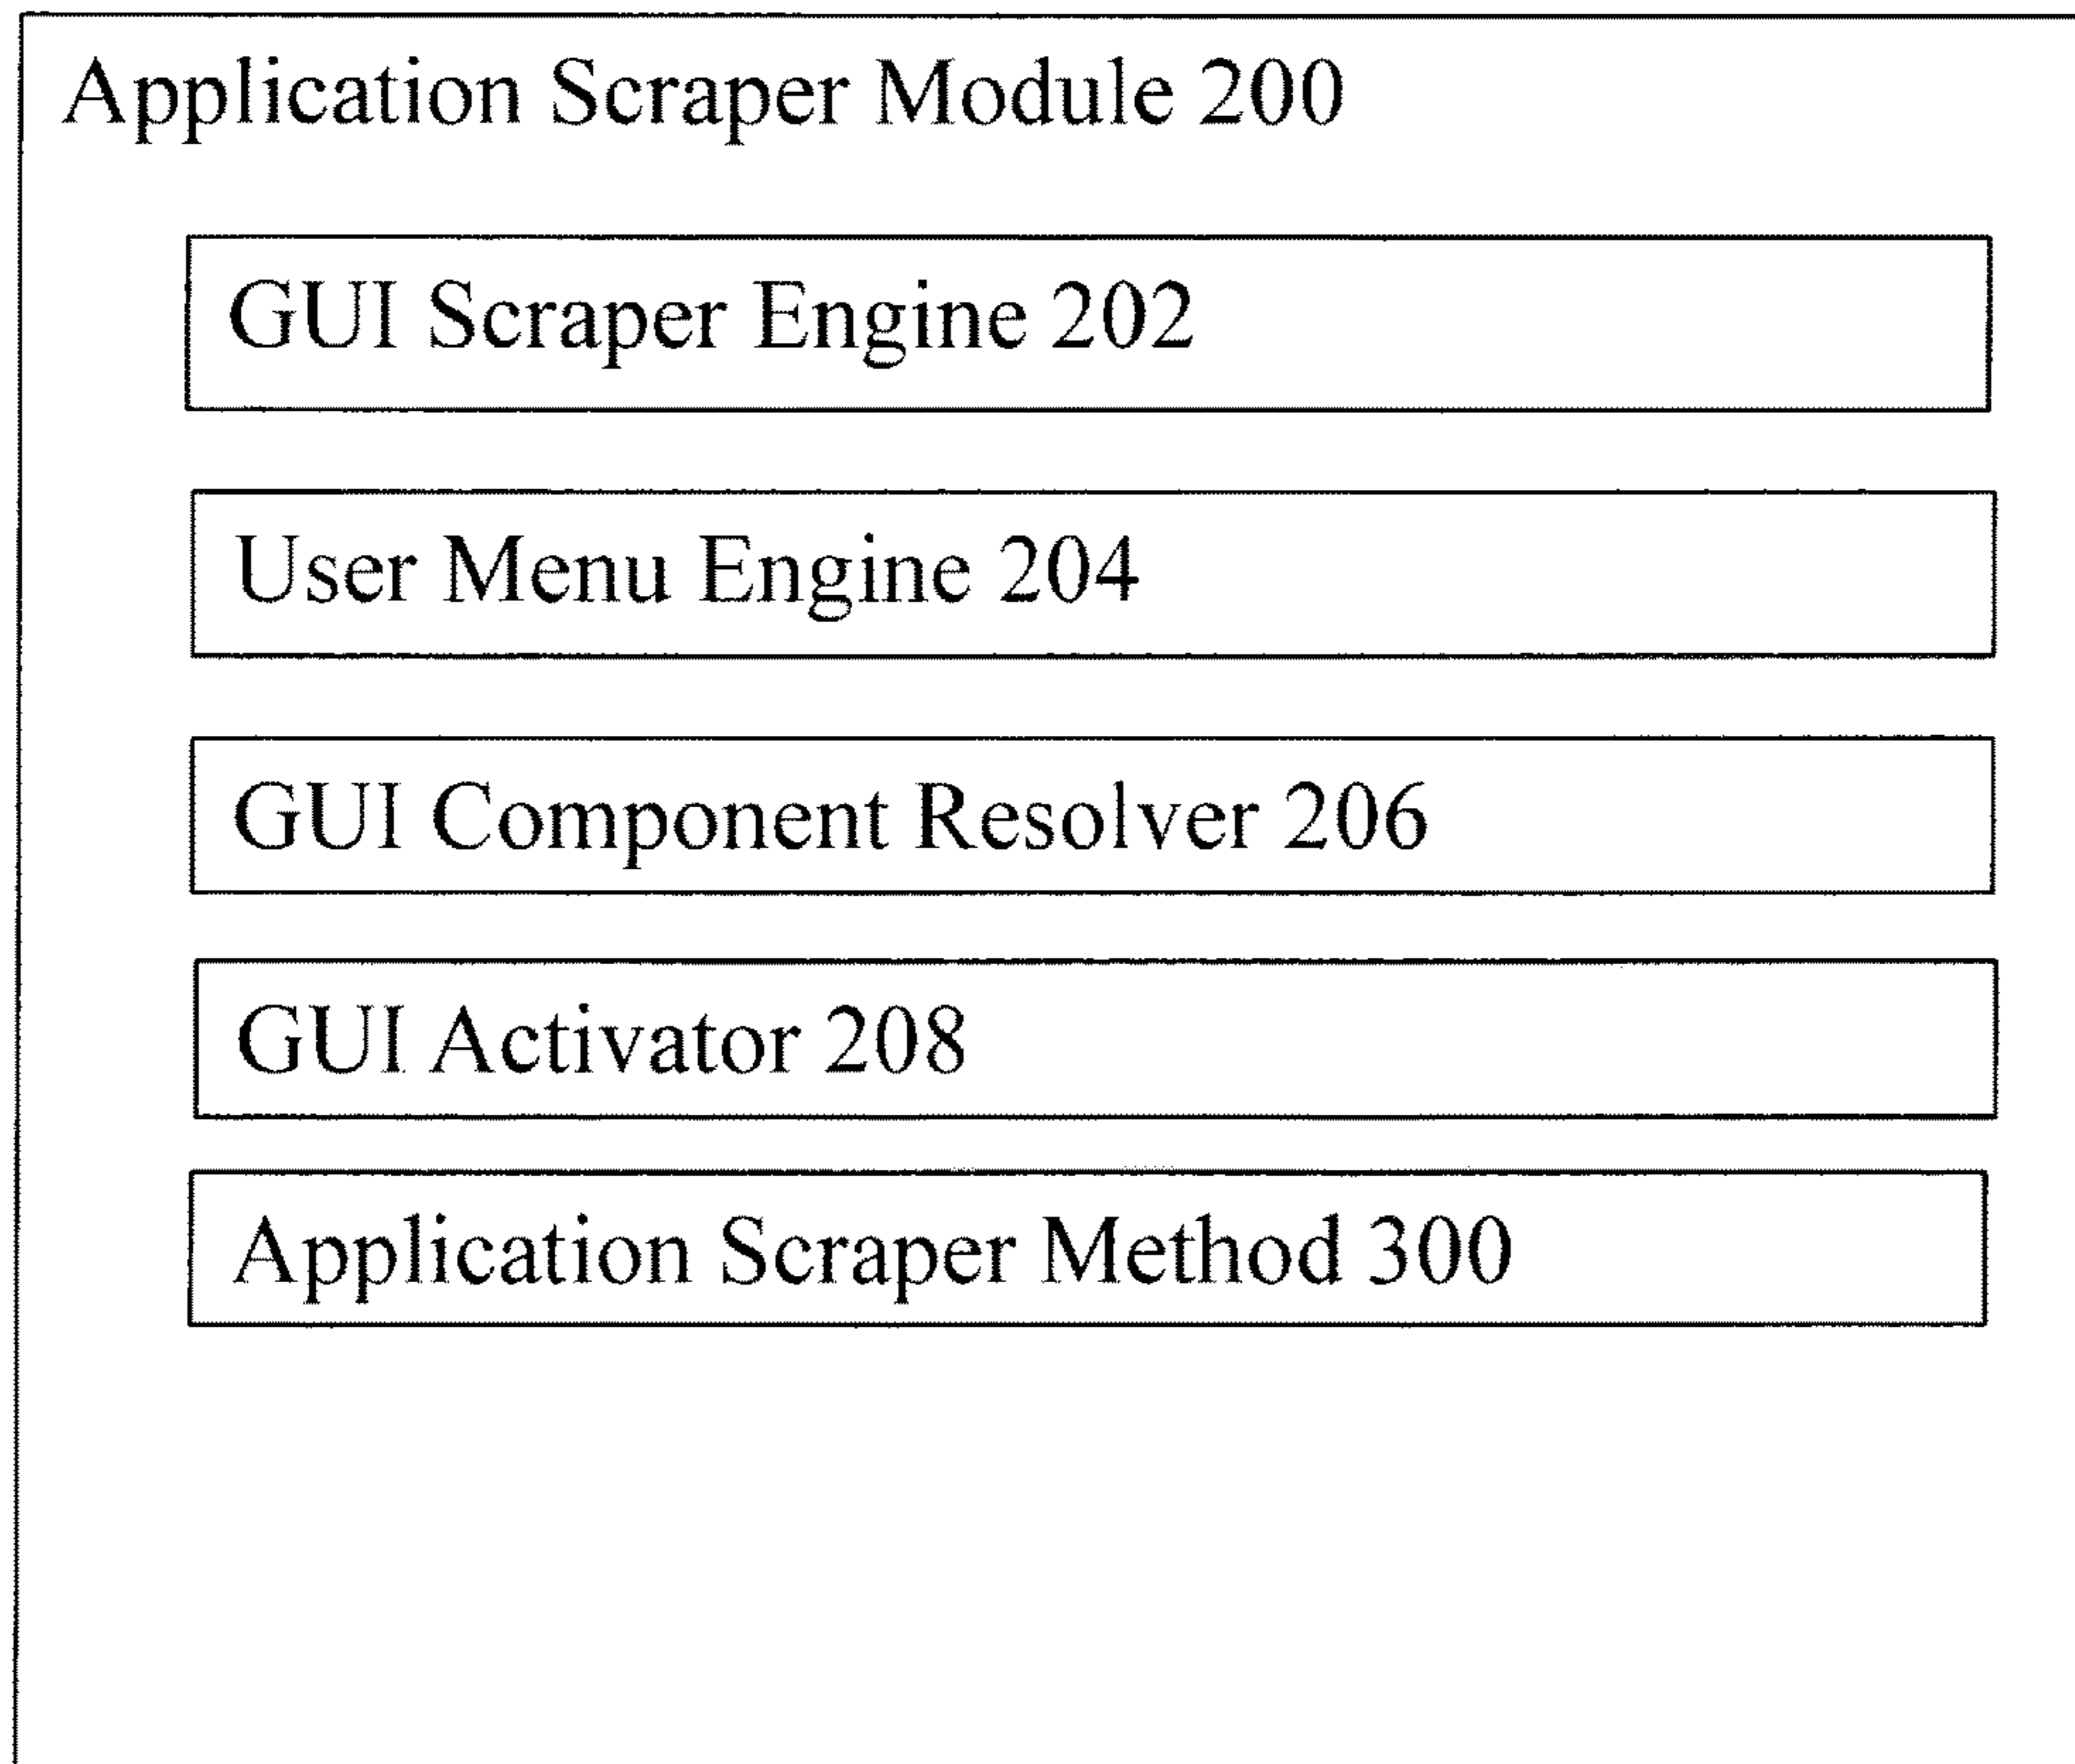 Application Scraper Module 200
GUI Scraper Engine 202
User Menu Engine 204
GUI Component Resolver 206
GUI Activator 208
Application Scraper Method 300